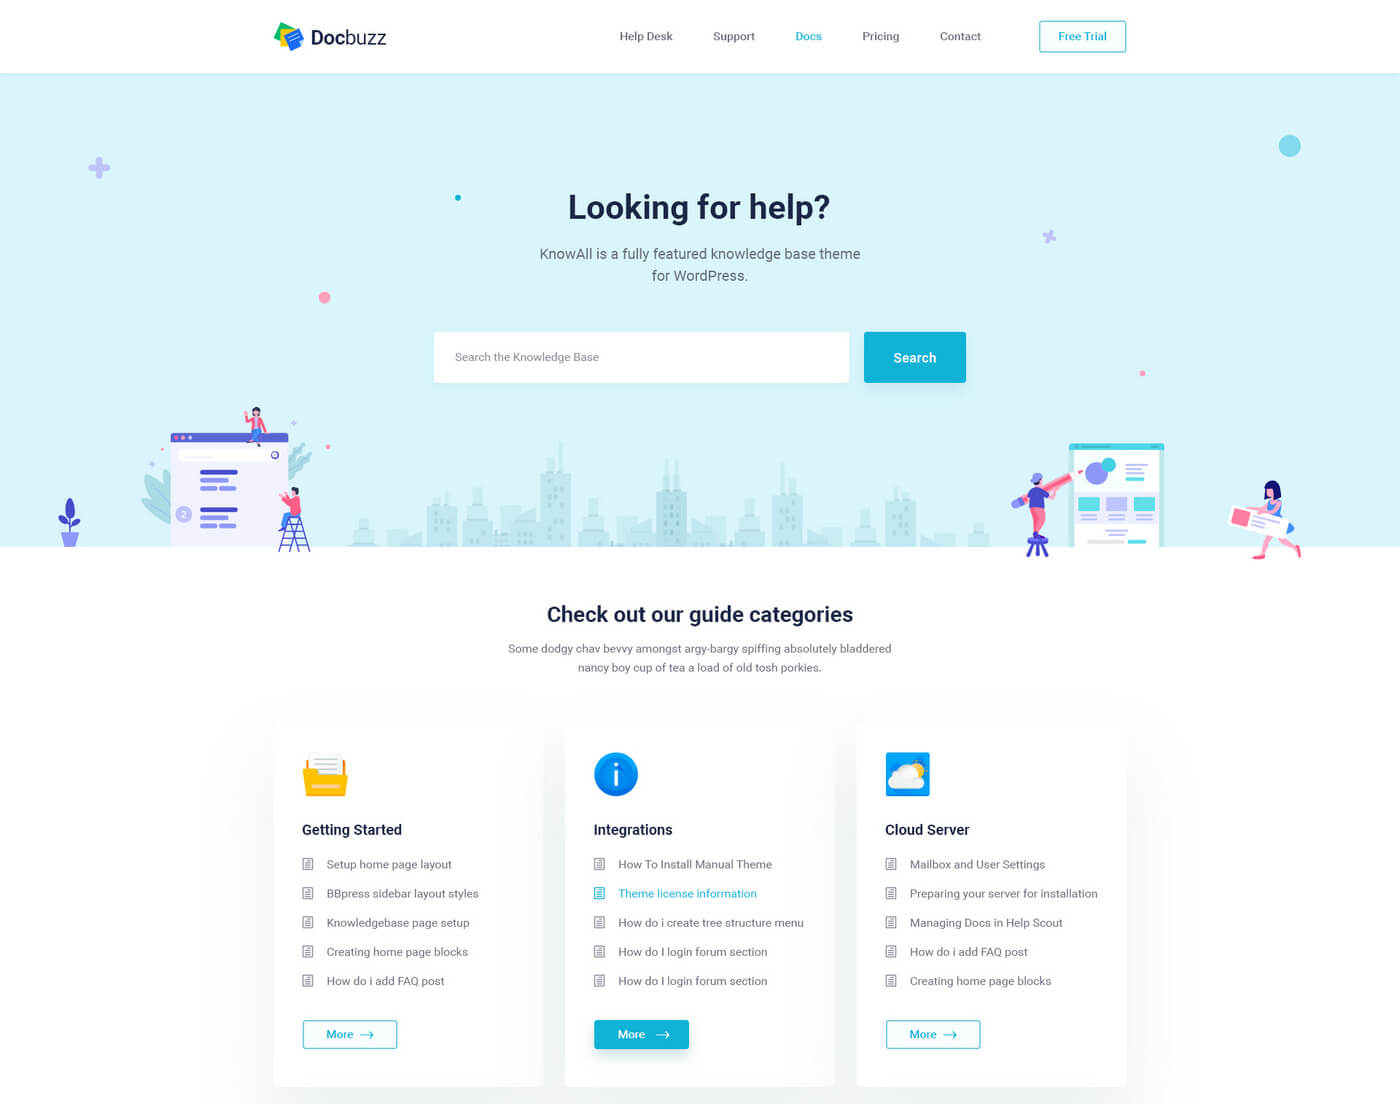 Docbuzz
Help Desk
Support
Docs
Pricing
Contact
Free Trial
Looking for help?
KnowAll is a fully featured knowledge base theme
for WordPress.
Search the Knowledge Base
Search
2
Check out our guide categories
Some dodgy chav bevvy amongst argy-bargy spiffing absolutely bladdered
nancy boy cup of tea a load of old tosh porkies.
Getting Started
Setup home page layout
BBpress sidebar layout styles
Knowledgebase page setup
Creating home page blocks
How do i add FAQ post
More
Integrations
How To Install Manual Theme
Theme license information
How do i create tree structure menu
How do I login forum section
How do I login forum section
More
Cloud Server
Mailbox and User Settings
Preparing your server for installation
Managing Docs in Help Scout
How do i add FAQ post
Creating home page blocks
More